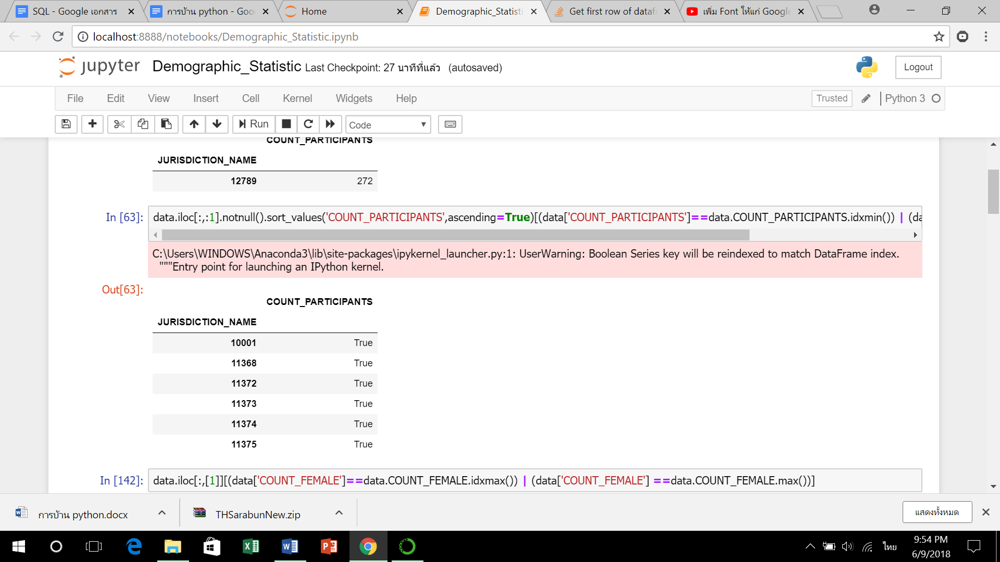 SQL - Google เอกสาร
การบ้าน python - Goo
Home
Demographic_Statisti
Get first row of dataf
เพิ่ม Font ให้แก่ Google
localhost:8888/notebooks/Demographic_Statistic.ipynb
jupyter Demographic_Statistic Last Checkpoint: 27 นาทีที่แล้ว (autosaved)
Logout
File Edit View Insert Cell Kernel Widgets Help
Trusted
Python 3
Run
Code
COUNT_PARTICIPANTS
JURISDICTION_NAME
12789 272
In [63]: data.iloc[:,:1].notnull().sort_values('COUNT_PARTICIPANTS',ascending=True)[(data['COUNT_PARTICIPANTS']==data.COUNT_PARTICIPANTS.idxmin()) | (da
C:\Users\WINDOWS\Anaconda3\lib\site-packages\ipykernel_launcher.py:1: UserWarning: Boolean Series key will be reindexed to match DataFrame index.
"""Entry point for launching an IPython kernel.
Out[63]:
COUNT_PARTICIPANTS
JURISDICTION_NAME
10001 True
11368 True
11372 True
11373 True
11374 True
11375 True
In [142]: data.iloc[:,[1]][(data['COUNT_FEMALE']==data.COUNT_FEMALE.idxmax()) | (data['COUNT_FEMALE'] ==data.COUNT_FEMALE.max())]
การบ้าน python.docx
THSarabunNew.zip
แสดงทั้งหมด
ไทย
9:54 PM
6/9/2018